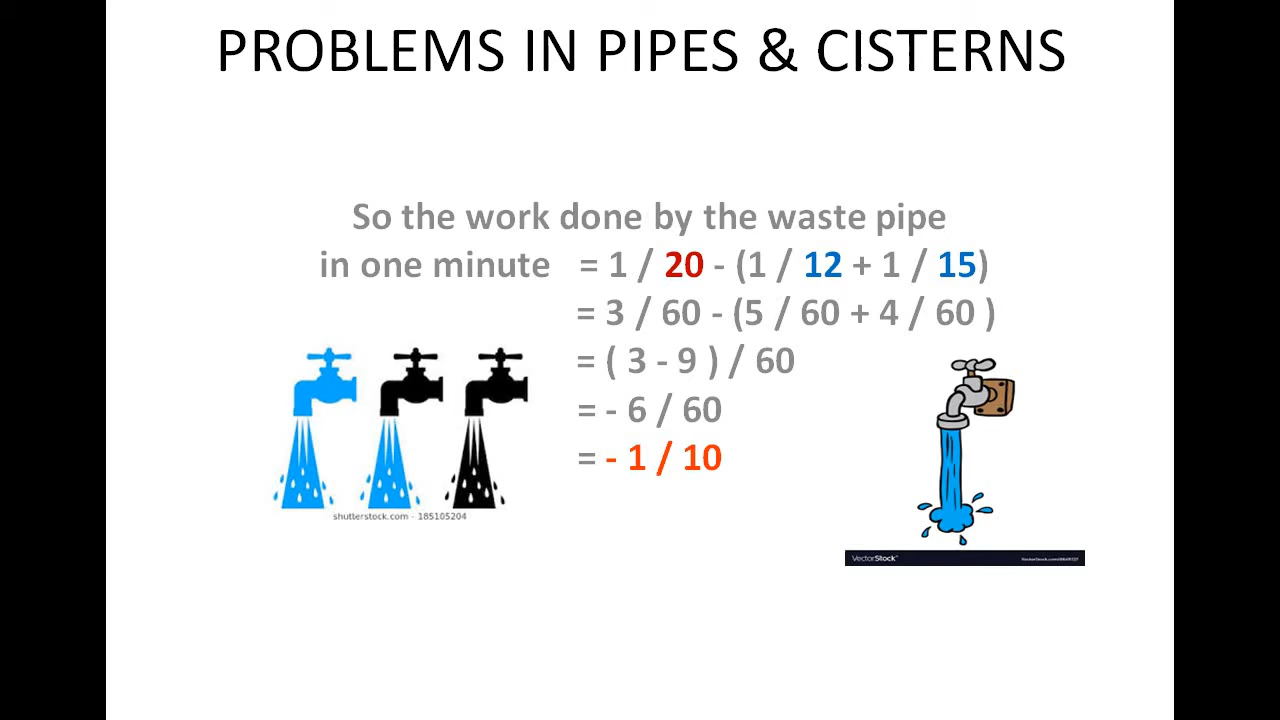 PROBLEMS IN PIPES & CISTERNS
So the work done by the waste pipe
in one minute = 1 / 20 - (1 / 12 + 1 / 15)
= 3 / 60 - (5 / 60 + 4 / 60 )
= ( 3 - 9 ) / 60
= - 6 / 60
= - 1 / 10
shutterstock.com - 185105204
VectorStock